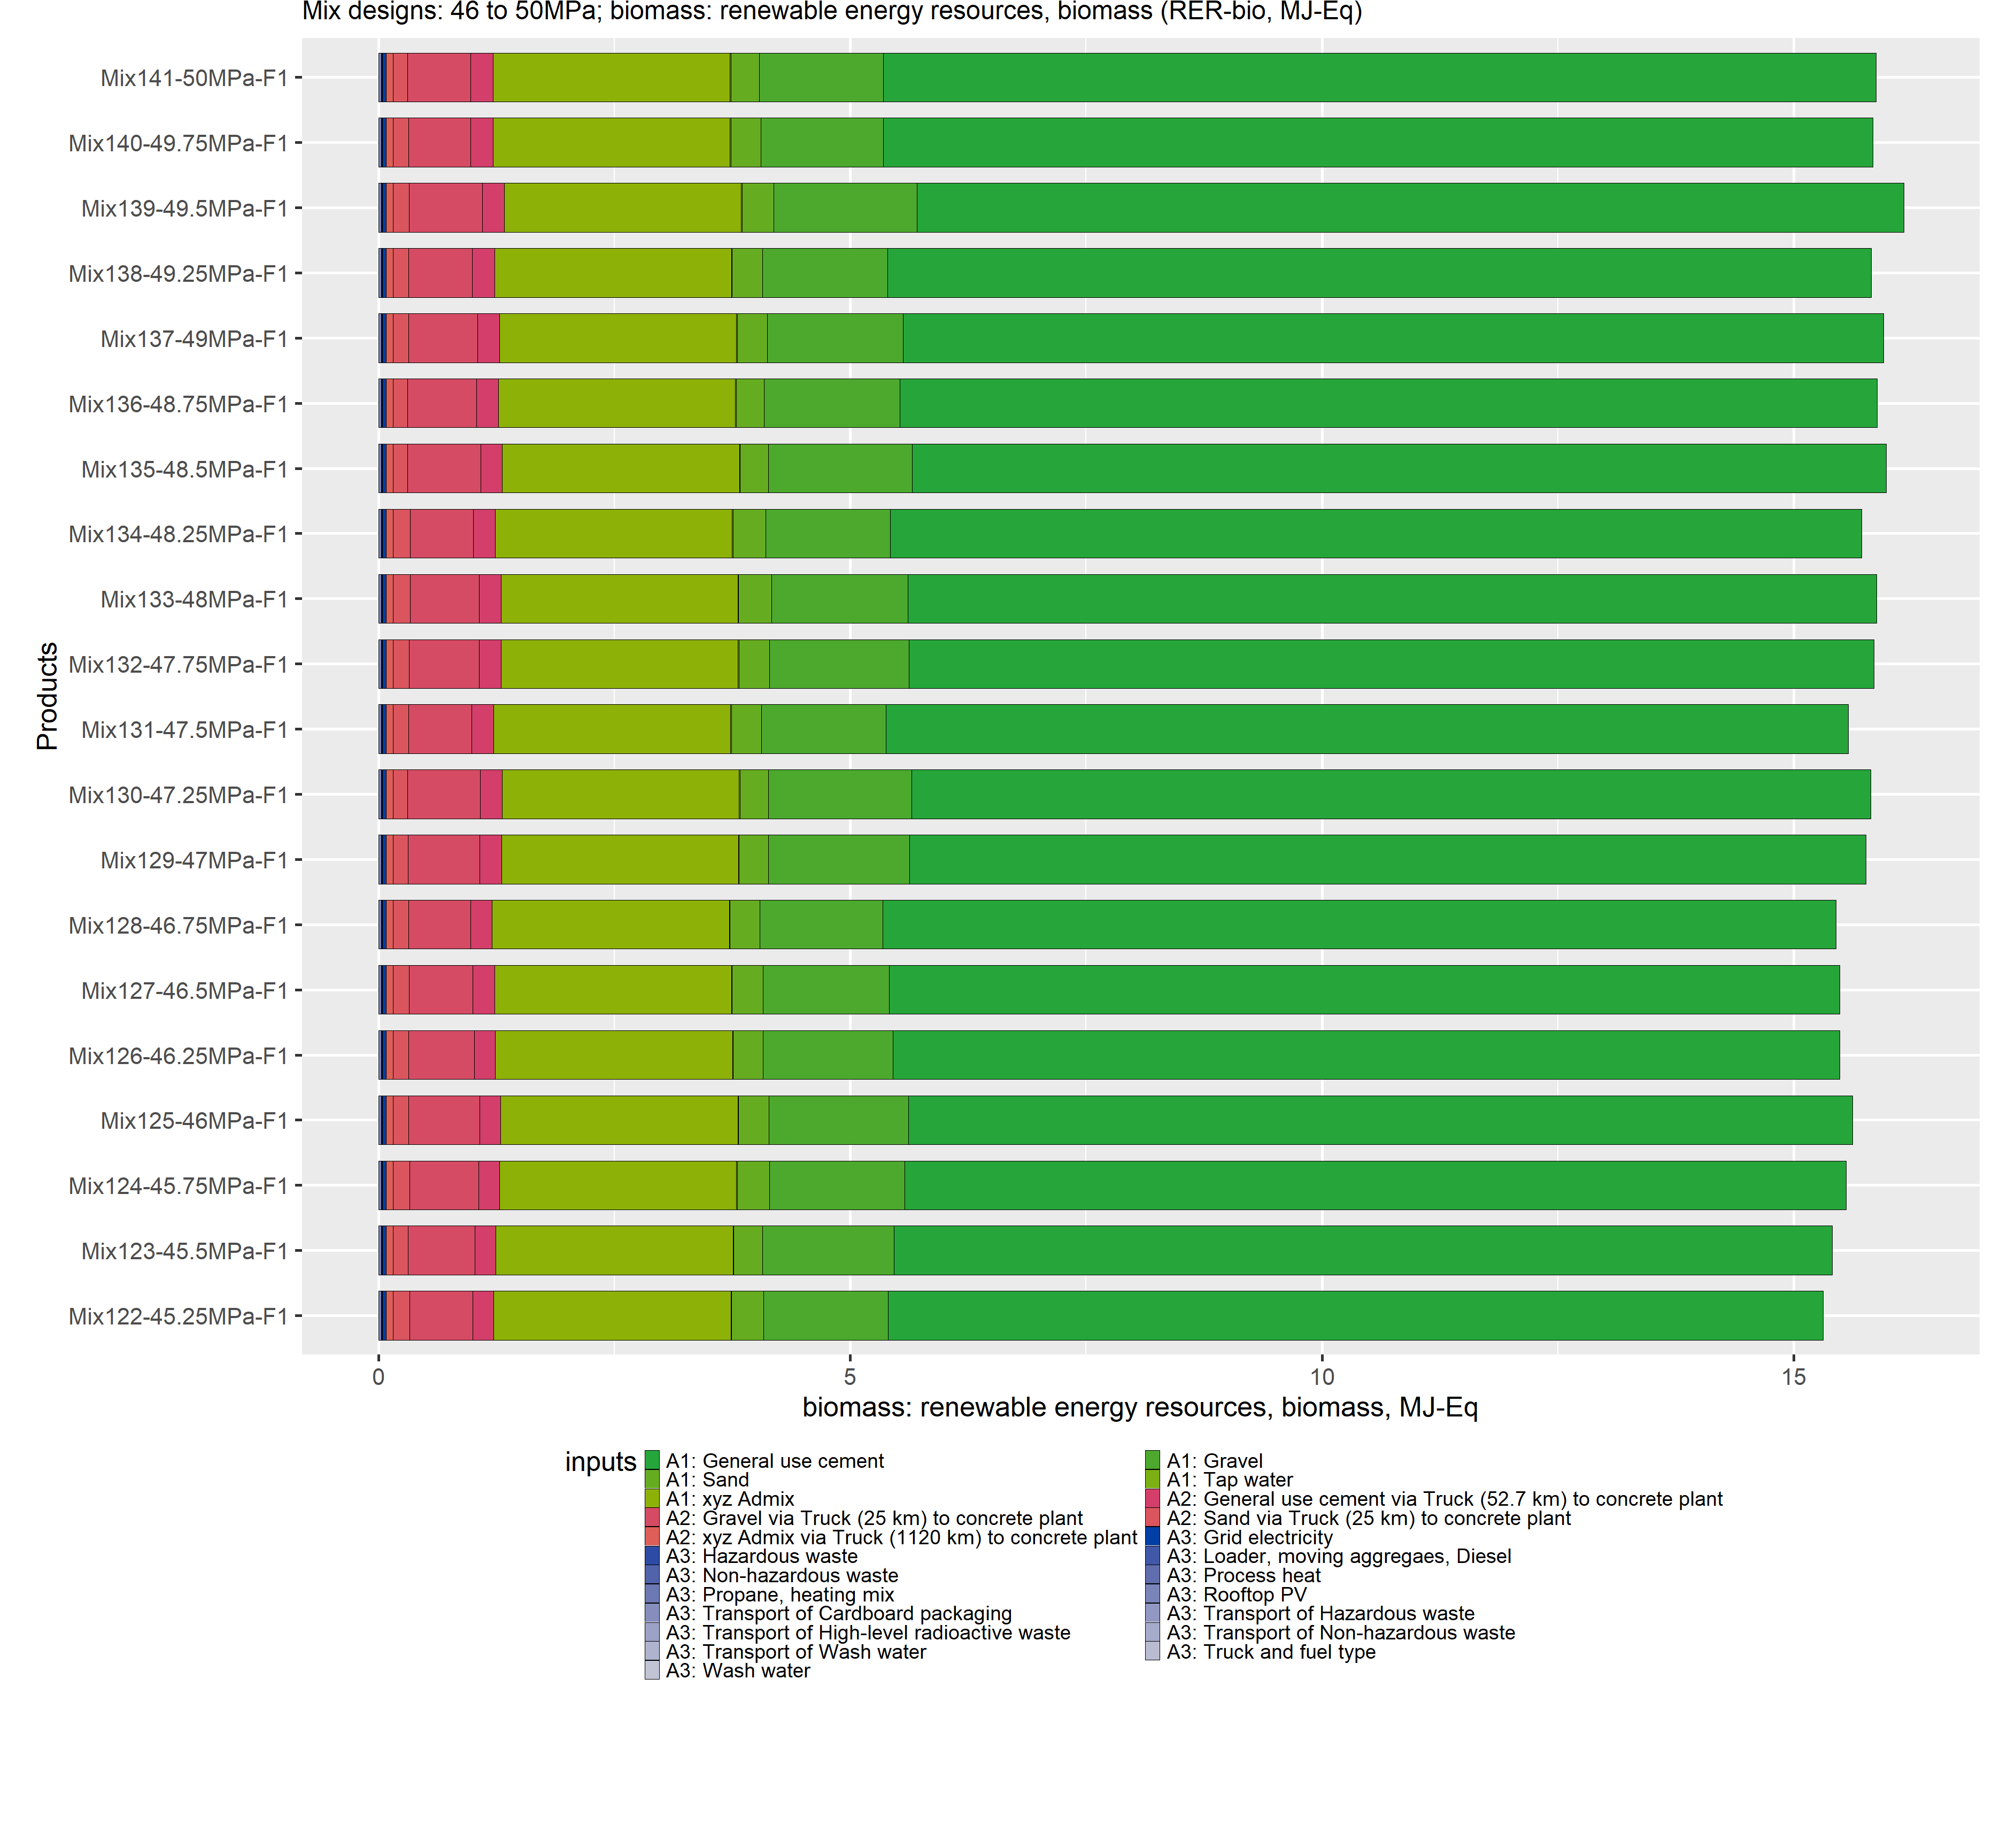 Mix designs: 46 to 50MPa; biomass: renewable energy resources, biomass (RER-bio, MJ-Eq)
Products
Mix141-50MPa-F1
Mix140-49.75MPa-F1
Mix139-49.5MPa-F1
Mix138-49.25MPa-F1
Mix137-49MPa-F1
Mix136-48.75MPa-F1
Mix135-48.5MPa-F1
Mix134-48.25MPa-F1
Mix133-48MPa-F1
Mix132-47.75MPa-F1
Mix131-47.5MPa-F1
Mix130-47.25MPa-F1
Mix129-47MPa-F1
Mix128-46.75MPa-F1
Mix127-46.5MPa-F1
Mix126-46.25MPa-F1
Mix125-46MPa-F1
Mix124-45.75MPa-F1
Mix123-45.5MPa-F1
Mix122-45.25MPa-F1
0 5 10 15
biomass: renewable energy resources, biomass, MJ-Eq
inputs
A1: General use cement A1: Gravel
A1: Sand A1: Tap water
A1: xyz Admix A2: General use cement via Truck (52.7 km) to concrete plant
A2: Gravel via Truck (25 km) to concrete plant A2: Sand via Truck (25 km) to concrete plant
A2: xyz Admix via Truck (1120 km) to concrete plant A3: Grid electricity
A3: Hazardous waste A3: Loader, moving aggregaes, Diesel
A3: Non-hazardous waste A3: Process heat
A3: Propane, heating mix A3: Rooftop PV
A3: Transport of Cardboard packaging A3: Transport of Hazardous waste
A3: Transport of High-level radioactive waste A3: Transport of Non-hazardous waste
A3: Transport of Wash water A3: Truck and fuel type
A3: Wash water